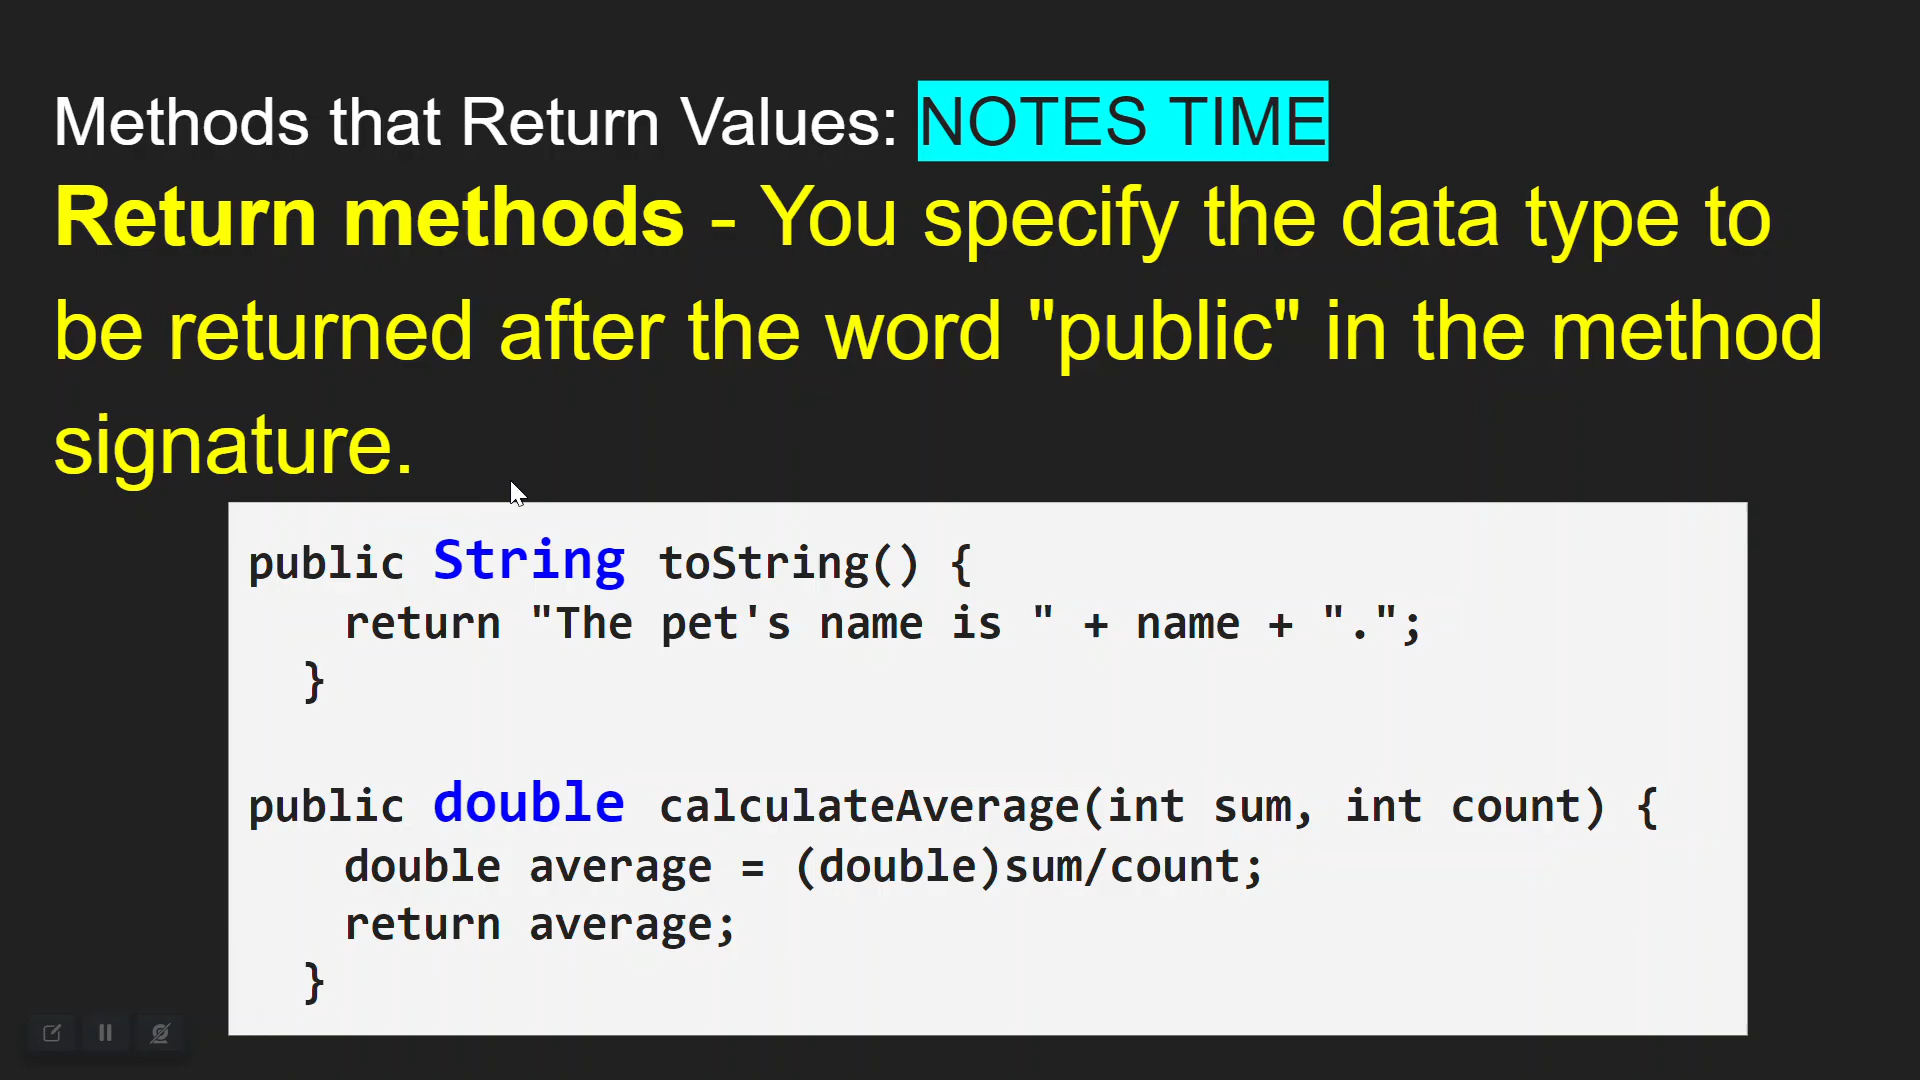 Methods that Return Values: NOTES TIME
Return methods - You specify the data type to
be returned after the word "public" in the method
signature.
public String toString() {
return "The pet's name is " + name + ".";
}
public double calculateAverage(int sum, int count) {
double average = (double)sum/count;
return average;
}